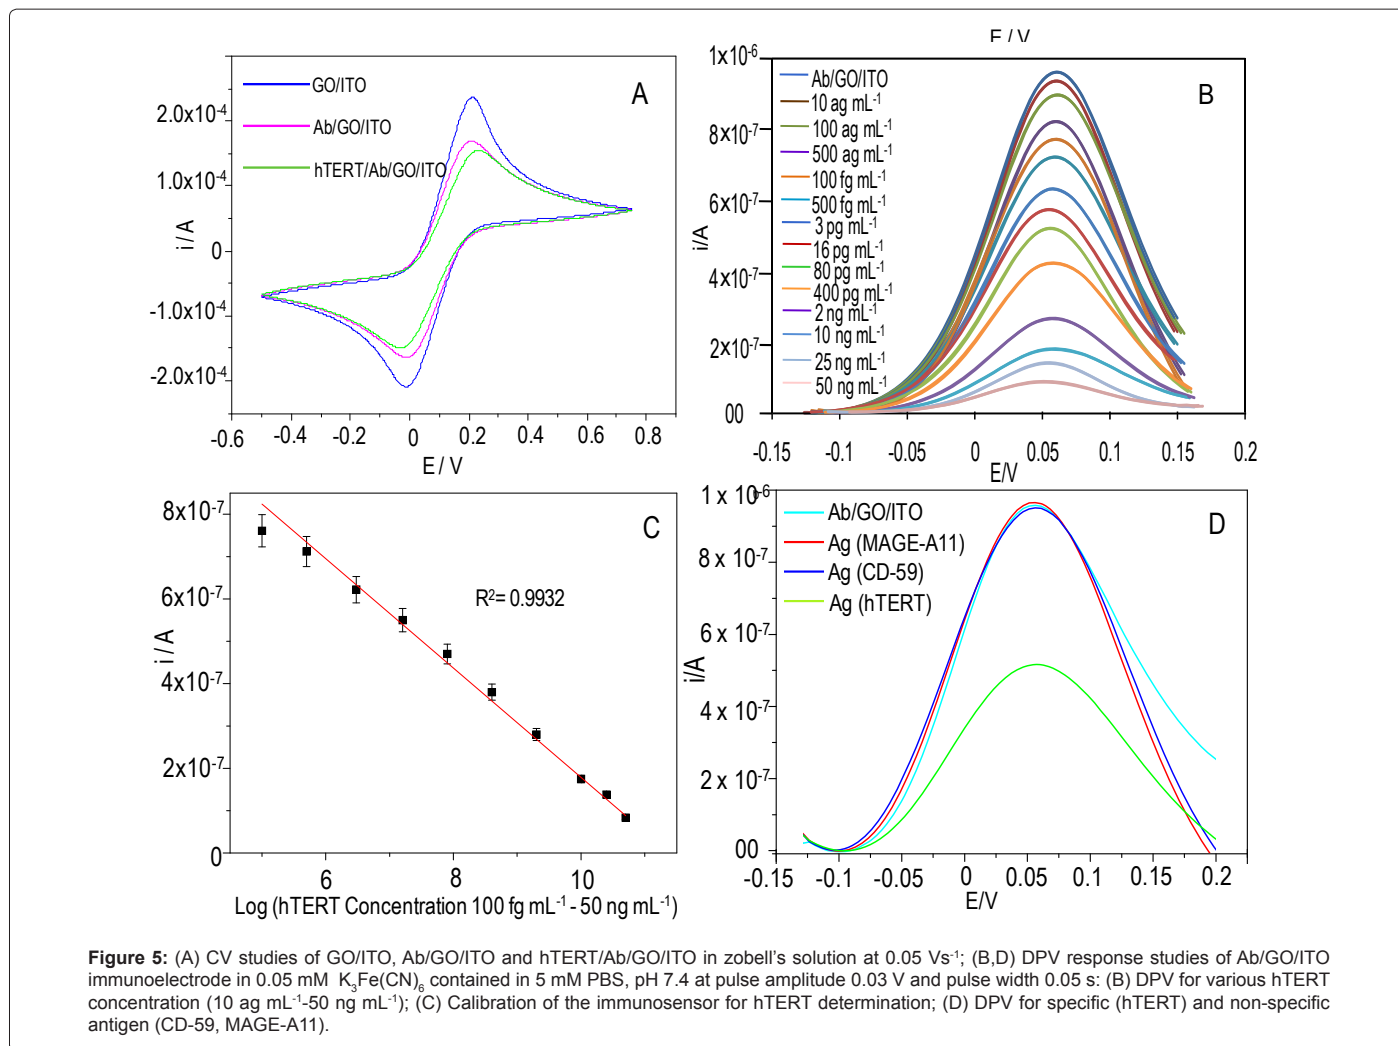 A
GO/ITO
Ab/GO/ITO
hTERT/Ab/GO/ITO
2.0x10⁻⁴
1.0x10⁻⁴
0
-1.0x10⁻⁴
-2.0x10⁻⁴
i / A
-0.6 -0.4 -0.2 0 0.2 0.4 0.6 0.8
E / V
E / V
B
1x10⁻⁶
8x10⁻⁷
6x10⁻⁷
4x10⁻⁷
2x10⁻⁷
00
i/A
Ab/GO/ITO
10 ag mL⁻¹
100 ag mL⁻¹
500 ag mL⁻¹
100 fg mL⁻¹
500 fg mL⁻¹
3 pg mL⁻¹
16 pg mL⁻¹
80 pg mL⁻¹
400 pg mL⁻¹
2 ng mL⁻¹
10 ng mL⁻¹
25 ng mL⁻¹
50 ng mL⁻¹
-0.15 -0.1 -0.05 0 0.05 0.1 0.15 0.2
E/V
C
8x10⁻⁷
6x10⁻⁷
4x10⁻⁷
2x10⁻⁷
0
i / A
R²= 0.9932
6 8 10
Log (hTERT Concentration 100 fg mL⁻¹ - 50 ng mL⁻¹)
D
1 x 10⁻⁶
8 x 10⁻⁷
6 x 10⁻⁷
4 x 10⁻⁷
2 x 10⁻⁷
00
i/A
Ab/GO/ITO
Ag (MAGE-A11)
Ag (CD-59)
Ag (hTERT)
-0.15 -0.1 -0.05 0 0.05 0.1 0.15 0.2
E/V
Figure 5: (A) CV studies of GO/ITO, Ab/GO/ITO and hTERT/Ab/GO/ITO in zobell's solution at 0.05 Vs⁻¹; (B,D) DPV response studies of Ab/GO/ITO
immunoelectrode in 0.05 mM K₃Fe(CN)₆ contained in 5 mM PBS, pH 7.4 at pulse amplitude 0.03 V and pulse width 0.05 s: (B) DPV for various hTERT
concentration (10 ag mL⁻¹-50 ng mL⁻¹); (C) Calibration of the immunosensor for hTERT determination; (D) DPV for specific (hTERT) and non-specific
antigen (CD-59, MAGE-A11).